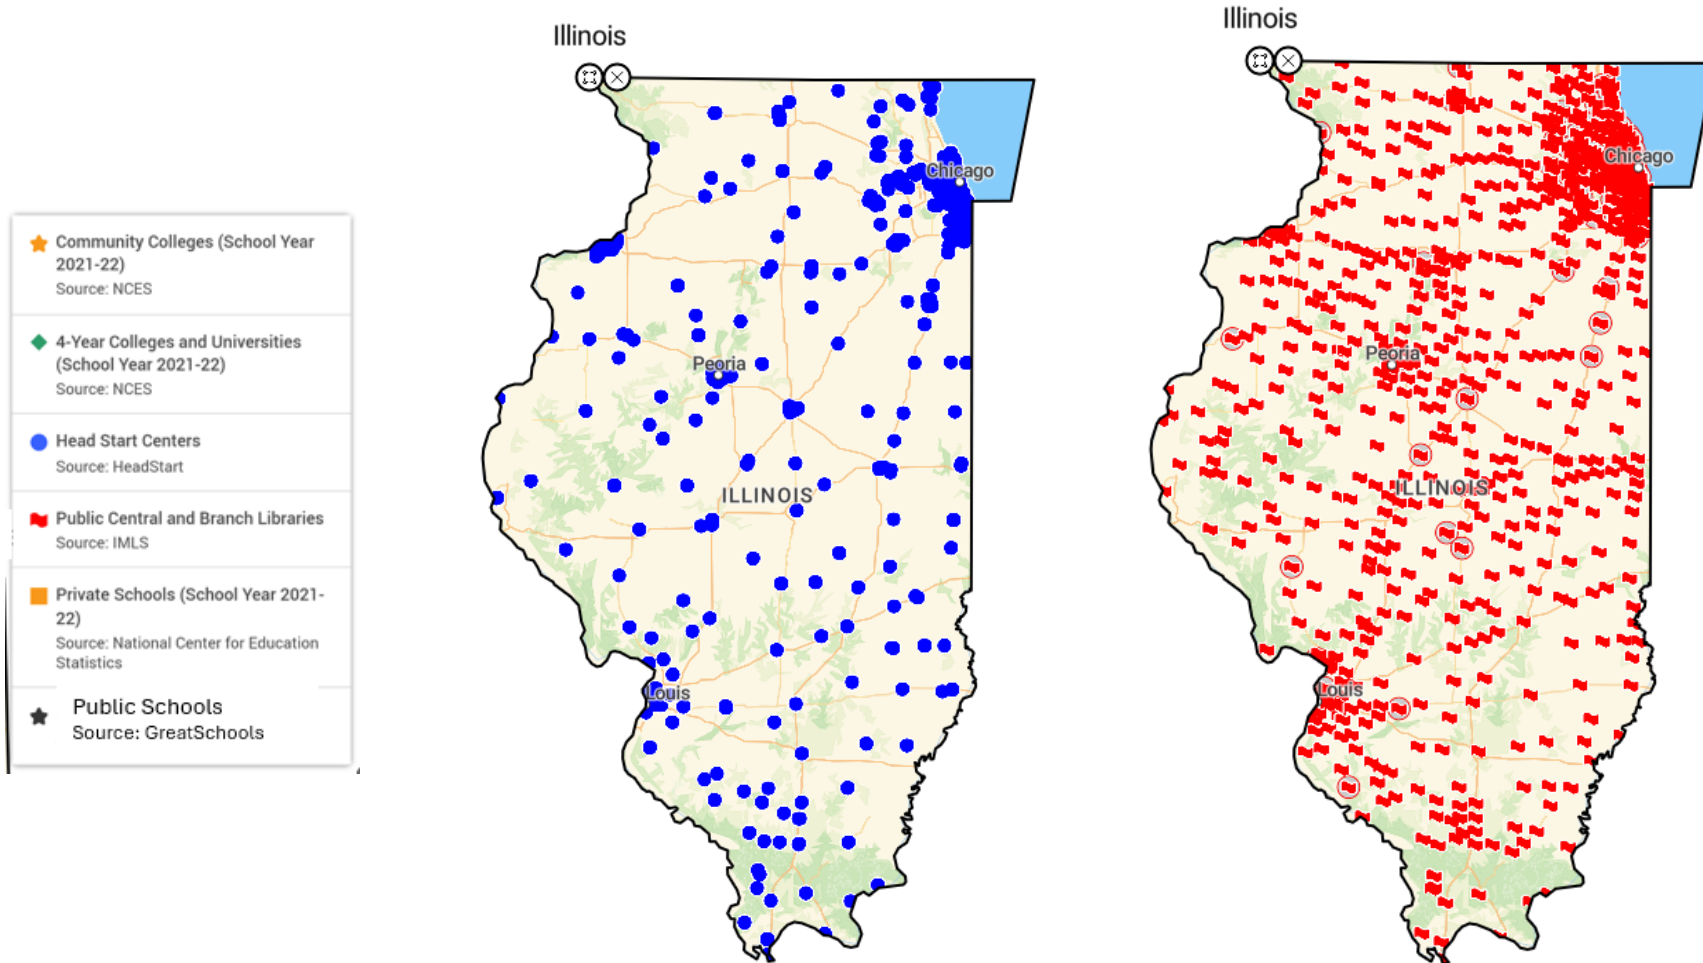 Illinois
Illinois
Community Colleges (School Year
2021-22)
Source: NCES
4-Year Colleges and Universities
(School Year 2021-22)
Source: NCES
Head Start Centers
Source: HeadStart
Public Central and Branch Libraries
Source: IMLS
Private Schools (School Year 2021-
22)
Source: National Center for Education
Statistics
Public Schools
Source: GreatSchools
Chicago
Peoria
ILLINOIS
Louis
Chicago
Peoria
ILLINOIS
Louis